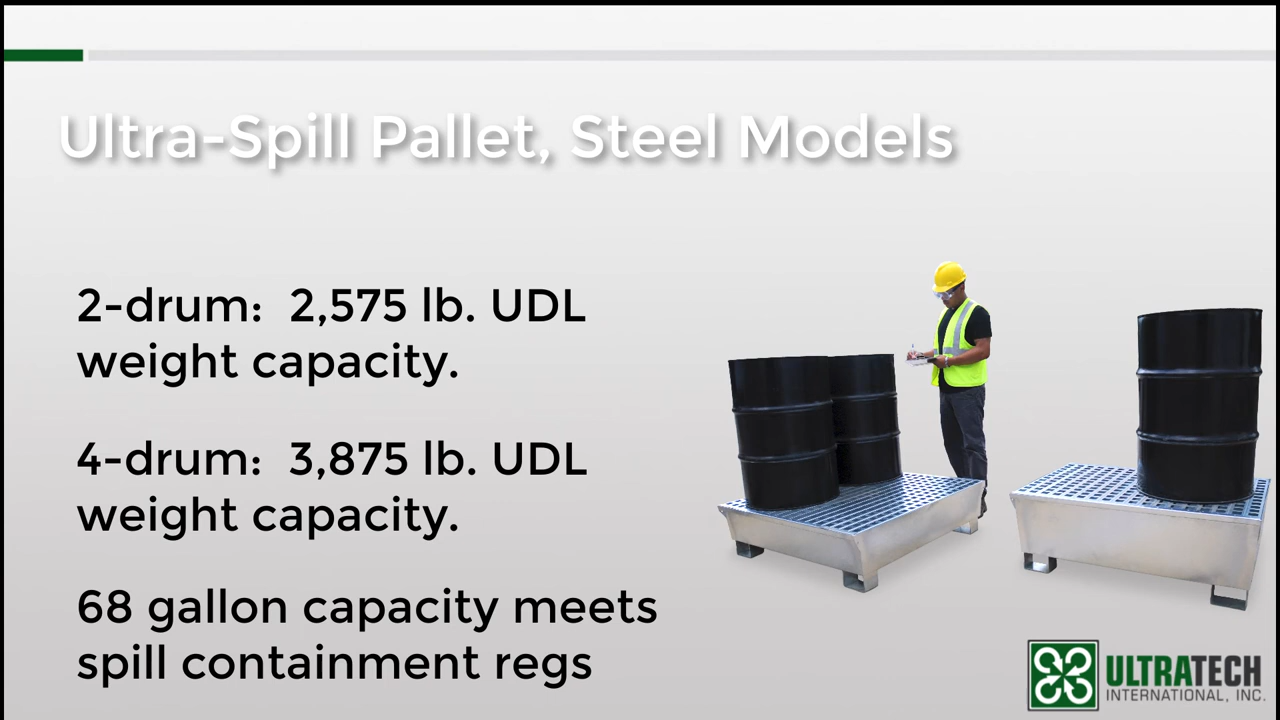 Ultra-Spill Pallet, Steel Models
2-drum:  2,575 lb. UDL
weight capacity.
4-drum:  3,875 lb. UDL
weight capacity.
68 gallon capacity meets
spill containment regs
ULTRATECH
INTERNATIONAL, INC.